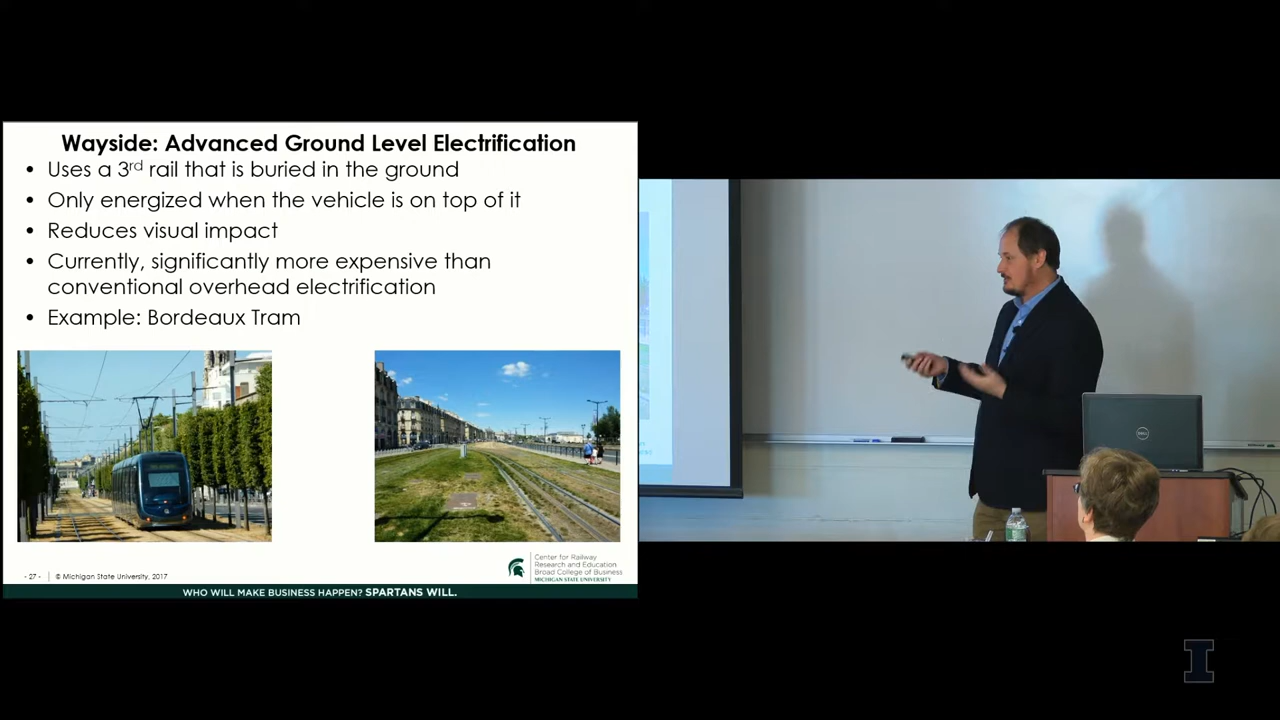 Wayside: Advanced Ground Level Electrification
• Uses a 3rd rail that is buried in the ground
• Only energized when the vehicle is on top of it
• Reduces visual impact
• Currently, significantly more expensive than
conventional overhead electrification
• Example: Bordeaux Tram
- 27 - | © Michigan State University, 2017
Center for Railway
Research and Education
Broad College of Business
MICHIGAN STATE UNIVERSITY
WHO WILL MAKE BUSINESS HAPPEN? SPARTANS WILL.
DELL
I